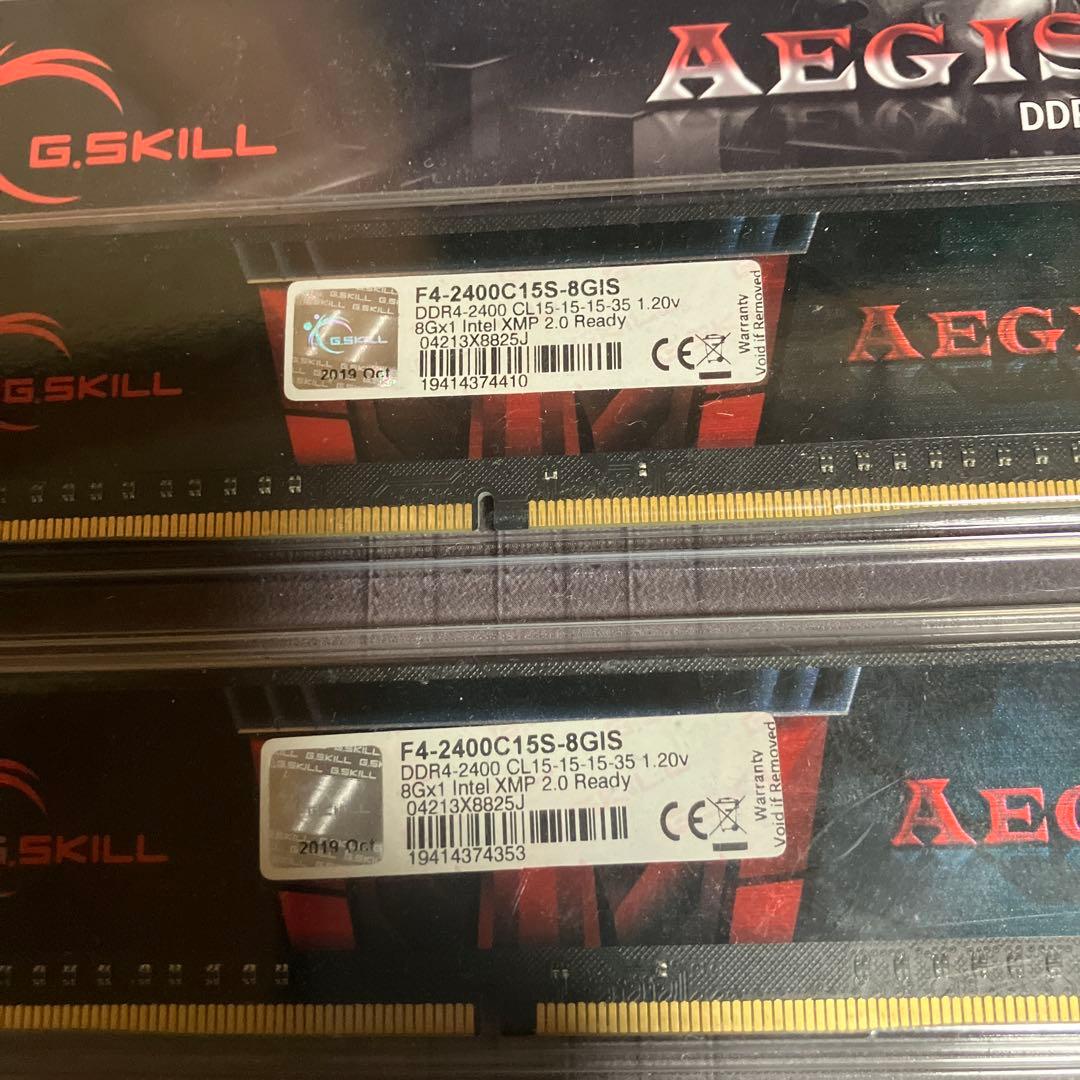 AEGIS
DDR
G.SKILL
F4-2400C15S-8GIS
DDR4-2400 CL15-15-15-35 1.20v
8Gx1 Intel XMP 2.0 Ready
04213X8825J
19414374410
G.SKILL
2019 Oct
CE
Warranty
Void if Removed
G.SKILL
AEGI
F4-2400C15S-8GIS
DDR4-2400 CL15-15-15-35 1.20v
8Gx1 Intel XMP 2.0 Ready
04213X8825J
19414374353
G.SKILL G.SKILL
2019 Oct
CE
Warranty
Void if Removed
G.SKILL
AEG